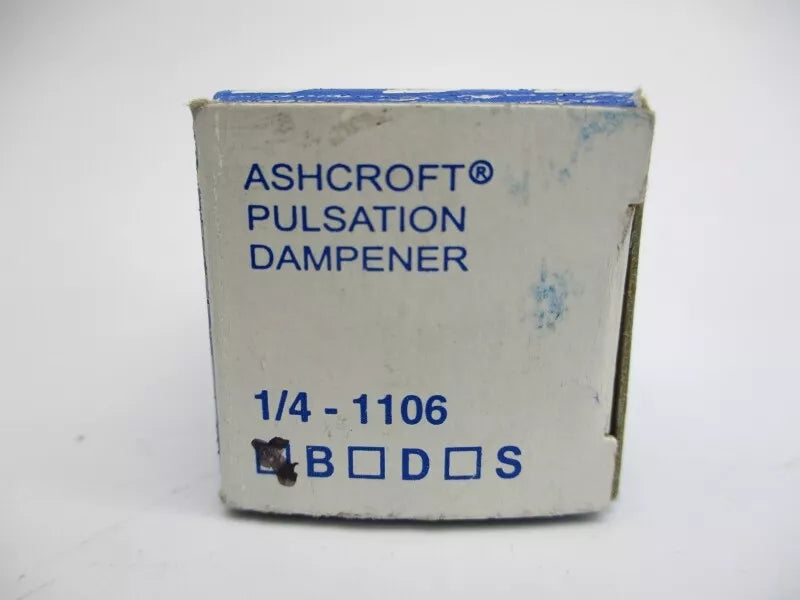 ASHCROFT®
PULSATION
DAMPENER
1/4 - 1106
B D S